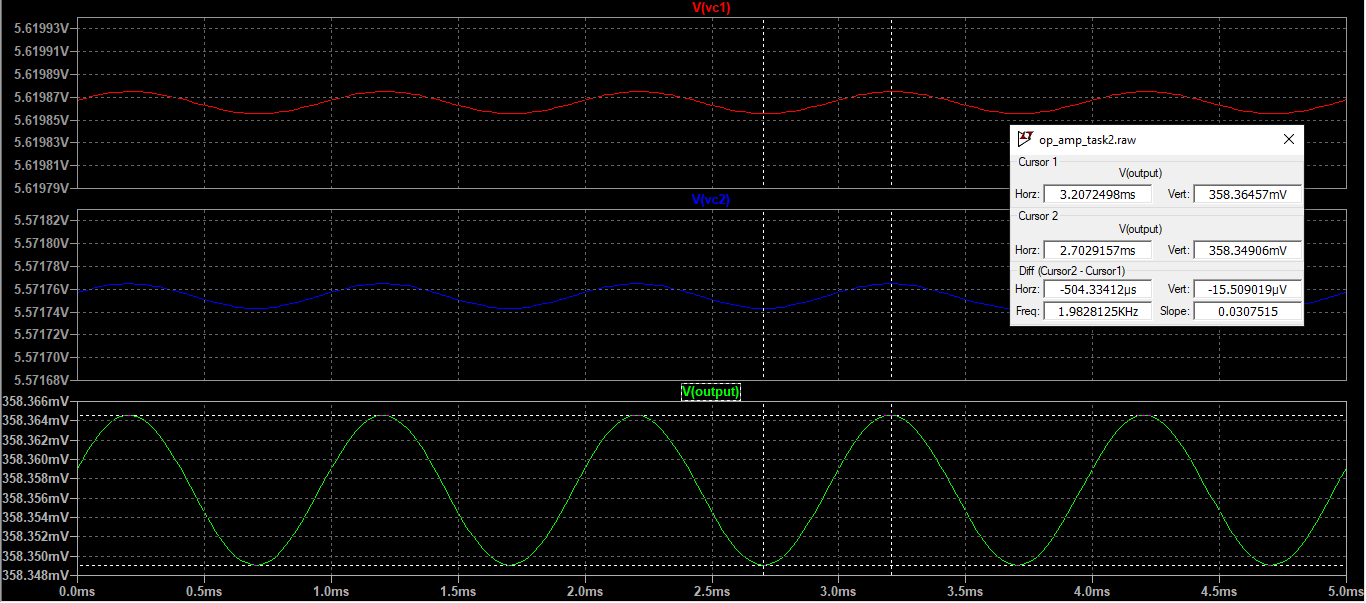 V(vc1)
5.61993V
5.61991V
5.61989V
5.61987V
5.61985V
5.61983V
5.61981V
5.61979V
V(vc2)
5.57182V
5.57180V
5.57178V
5.57176V
5.57174V
5.57172V
5.57170V
5.57168V
V(output)
358.366mV
358.364mV
358.362mV
358.360mV
358.358mV
358.356mV
358.354mV
358.352mV
358.350mV
358.348mV
0.0ms 0.5ms 1.0ms 1.5ms 2.0ms 2.5ms 3.0ms 3.5ms 4.0ms 4.5ms 5.0ms
op_amp_task2.raw
Cursor 1
V(output)
Horz: 3.2072498ms Vert: 358.36457mV
Cursor 2
V(output)
Horz: 2.7029157ms Vert: 358.34906mV
Diff (Cursor2 - Cursor1)
Horz: -504.33412µs Vert: -15.509019µV
Freq: 1.9828125KHz Slope: 0.0307515